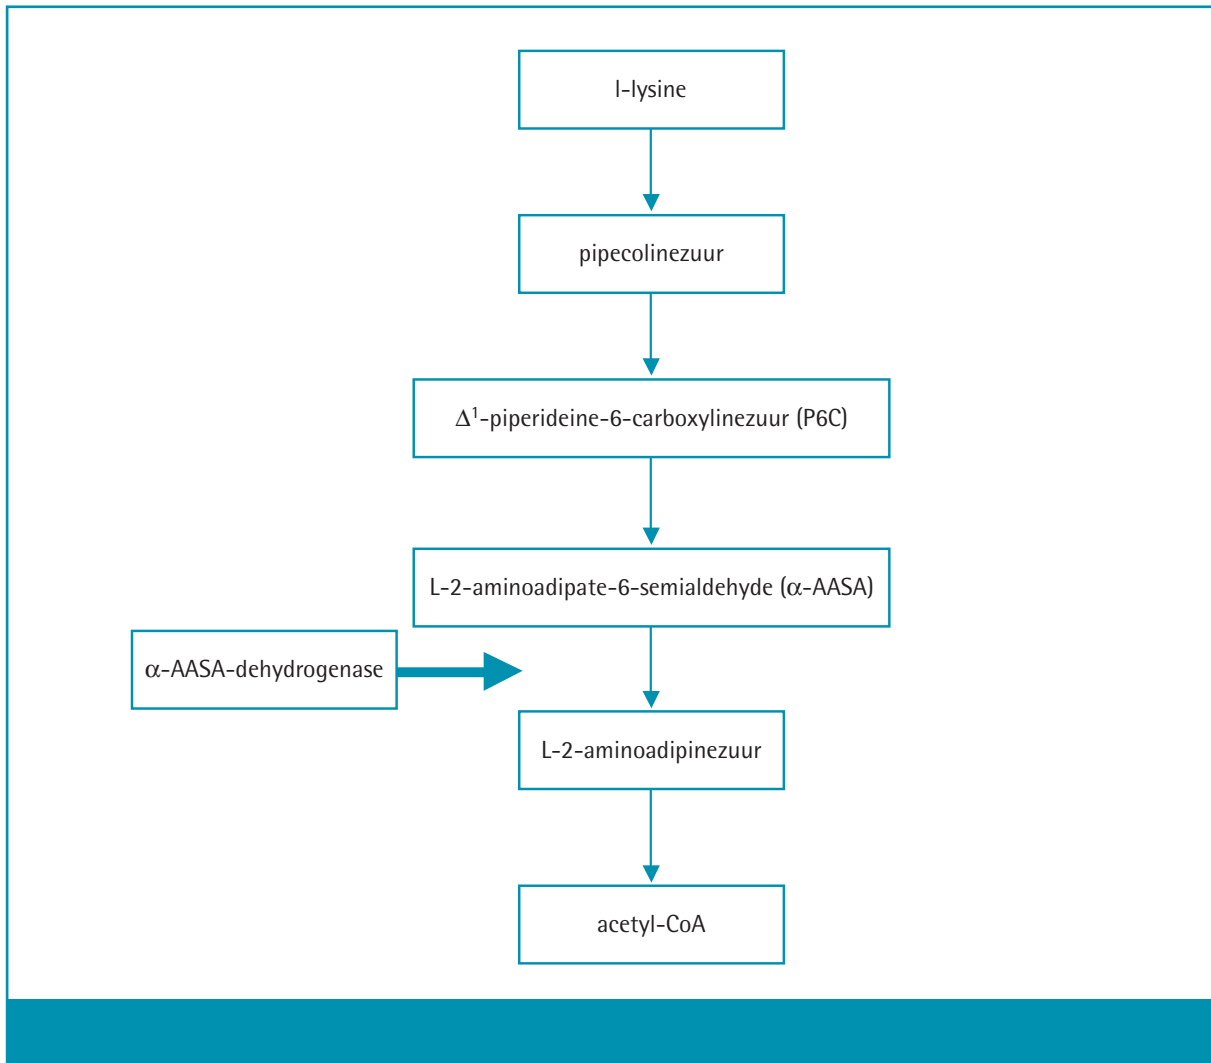 l-lysine
pipecolinezuur
Δ¹-piperideine-6-carboxylinezuur (P6C)
L-2-aminoadipate-6-semialdehyde (α-AASA)
α-AASA-dehydrogenase
L-2-aminoadipinezuur
acetyl-CoA